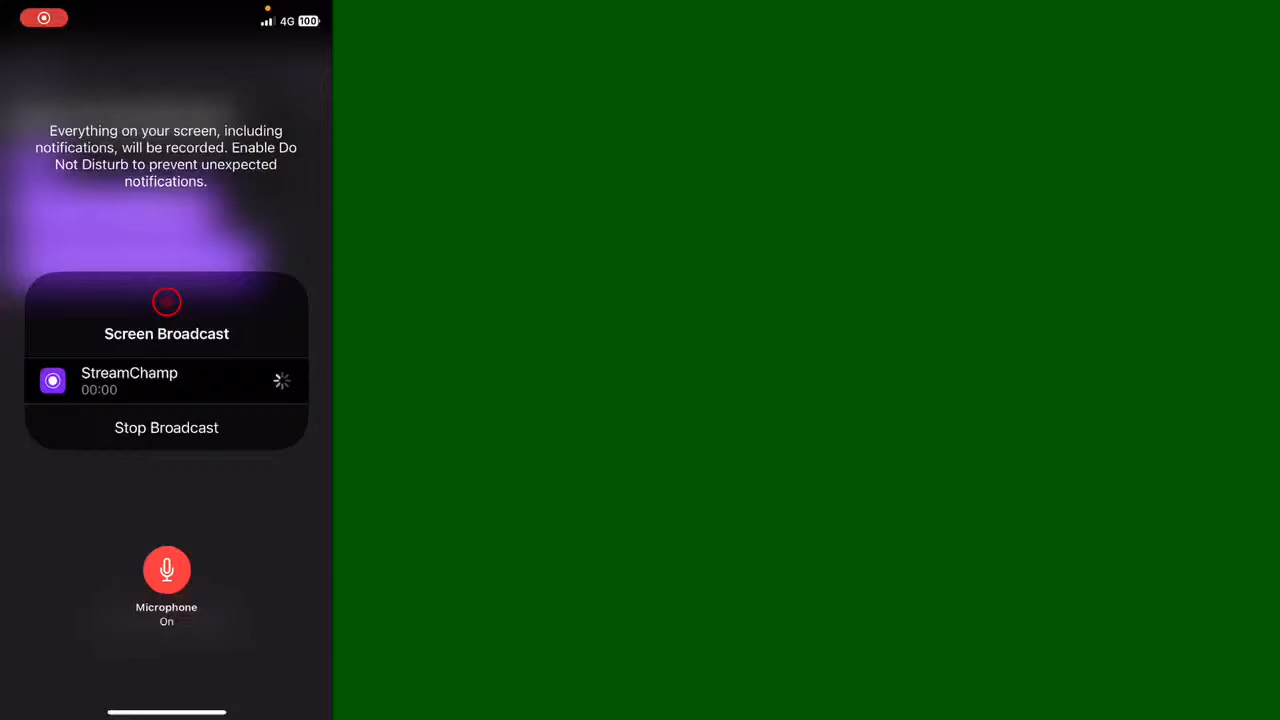 4G 100
Everything on your screen, including
notifications, will be recorded. Enable Do
Not Disturb to prevent unexpected
notifications.
Screen Broadcast
StreamChamp
00:00
Stop Broadcast
Microphone
On